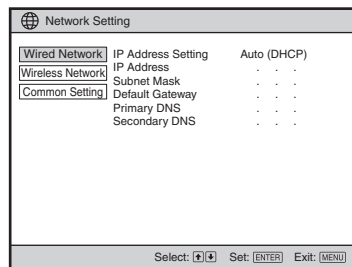 Network Setting
Wired Network
Wireless Network
Common Setting
IP Address Setting Auto (DHCP)
IP Address . . .
Subnet Mask . . .
Default Gateway . . .
Primary DNS . . .
Secondary DNS . . .
Select: ↑↓ Set: ENTER Exit: MENU